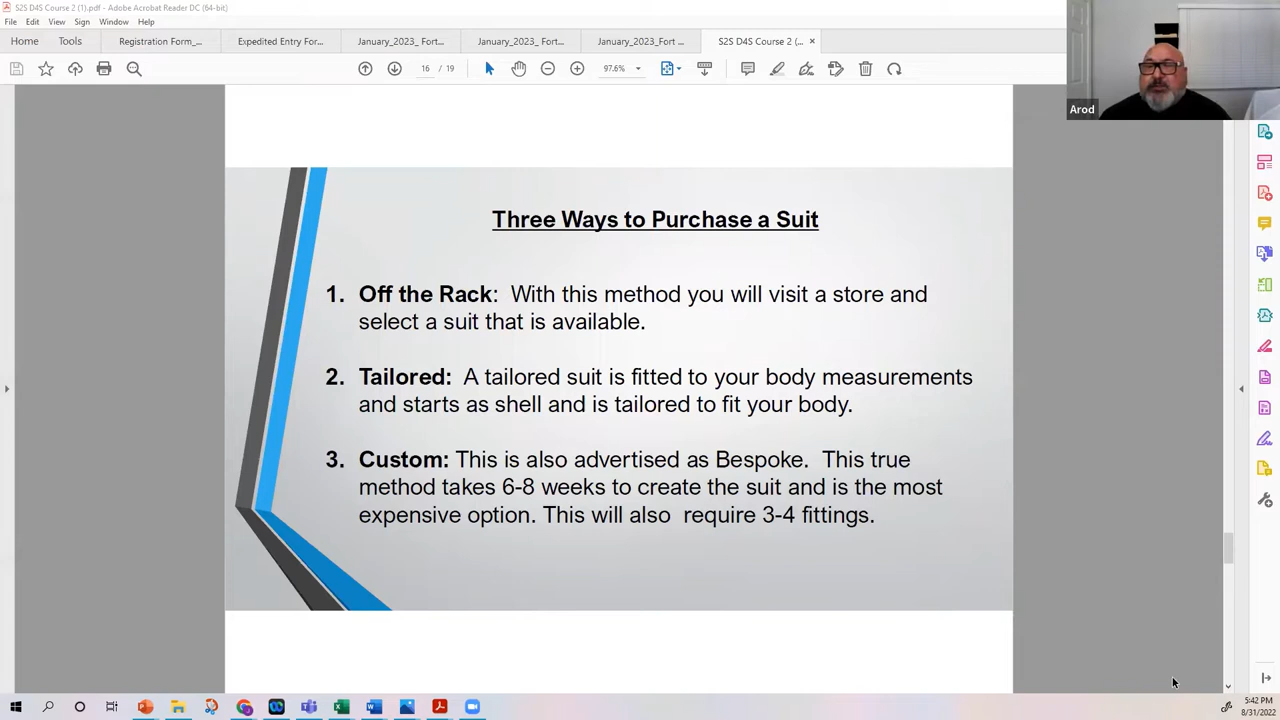 S2S D4S Course 2 (1).pdf - Adobe Acrobat Reader DC (64-bit)
File Edit View Sign Window Help
Home Tools Registration Form_... Expedited Entry For... January_2023_ Fort... January_2023_ Fort... January_2023_Fort ... S2S D4S Course 2 (... ×
16 / 19 97.6%
Arod
Three Ways to Purchase a Suit
1. Off the Rack: With this method you will visit a store and
select a suit that is available.
2. Tailored: A tailored suit is fitted to your body measurements
and starts as shell and is tailored to fit your body.
3. Custom: This is also advertised as Bespoke. This true
method takes 6-8 weeks to create the suit and is the most
expensive option. This will also require 3-4 fittings.
5:42 PM
8/31/2022